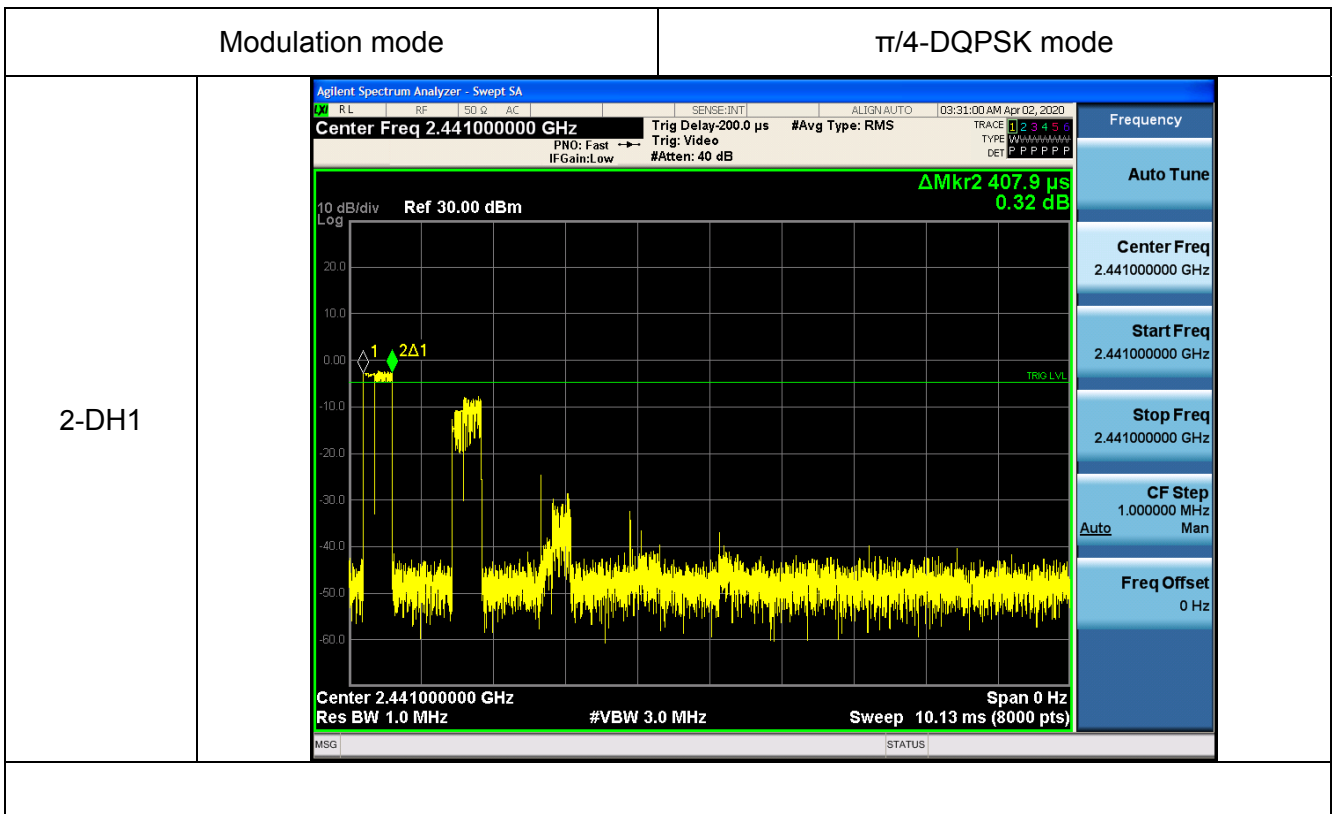 Modulation mode
π/4-DQPSK mode
2-DH1
Agilent Spectrum Analyzer - Swept SA
LXI RL RF 50 Ω AC SENSE:INT ALIGN AUTO 03:31:00 AM Apr 02, 2020
Center Freq 2.441000000 GHz
PNO: Fast
IFGain:Low
Trig Delay-200.0 µs #Avg Type: RMS
Trig: Video
#Atten: 40 dB
TRACE 1 2 3 4 5 6
TYPE WWWWWW
DET P P P P P P
ΔMkr2 407.9 µs
0.32 dB
10 dB/div Ref 30.00 dBm
Log
20.0
10.0
0.00
-10.0
-20.0
-30.0
-40.0
-50.0
-60.0
1
2Δ1
TRIG LVL
Center 2.441000000 GHz Span 0 Hz
Res BW 1.0 MHz #VBW 3.0 MHz Sweep 10.13 ms (8000 pts)
MSG STATUS
Frequency
Auto Tune
Center Freq
2.441000000 GHz
Start Freq
2.441000000 GHz
Stop Freq
2.441000000 GHz
CF Step
1.000000 MHz
Auto Man
Freq Offset
0 Hz